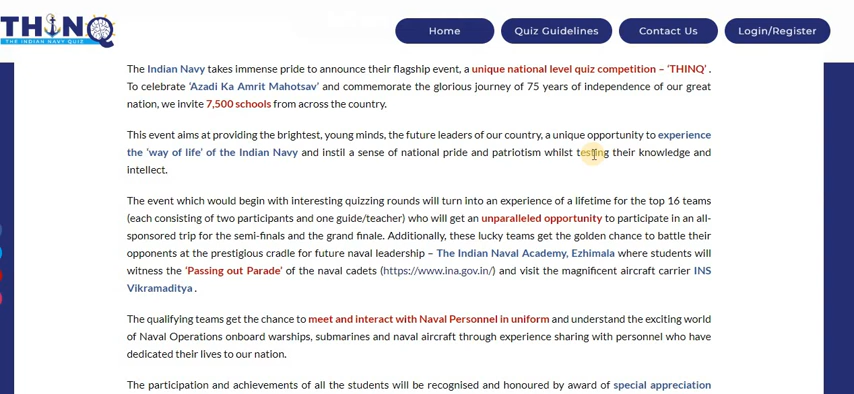 THINQ
THE INDIAN NAVY QUIZ
Home
Quiz Guidelines
Contact Us
Login/Register
The Indian Navy takes immense pride to announce their flagship event, a unique national level quiz competition – ‘THINQ’ .
To celebrate ‘Azadi Ka Amrit Mahotsav’ and commemorate the glorious journey of 75 years of independence of our great
nation, we invite 7,500 schools from across the country.
This event aims at providing the brightest, young minds, the future leaders of our country, a unique opportunity to experience
the ‘way of life’ of the Indian Navy and instil a sense of national pride and patriotism whilst testing their knowledge and
intellect.
The event which would begin with interesting quizzing rounds will turn into an experience of a lifetime for the top 16 teams
(each consisting of two participants and one guide/teacher) who will get an unparalleled opportunity to participate in an all-
sponsored trip for the semi-finals and the grand finale. Additionally, these lucky teams get the golden chance to battle their
opponents at the prestigious cradle for future naval leadership – The Indian Naval Academy, Ezhimala where students will
witness the ‘Passing out Parade’ of the naval cadets (https://www.ina.gov.in/) and visit the magnificent aircraft carrier INS
Vikramaditya .
The qualifying teams get the chance to meet and interact with Naval Personnel in uniform and understand the exciting world
of Naval Operations onboard warships, submarines and naval aircraft through experience sharing with personnel who have
dedicated their lives to our nation.
The participation and achievements of all the students will be recognised and honoured by award of special appreciation